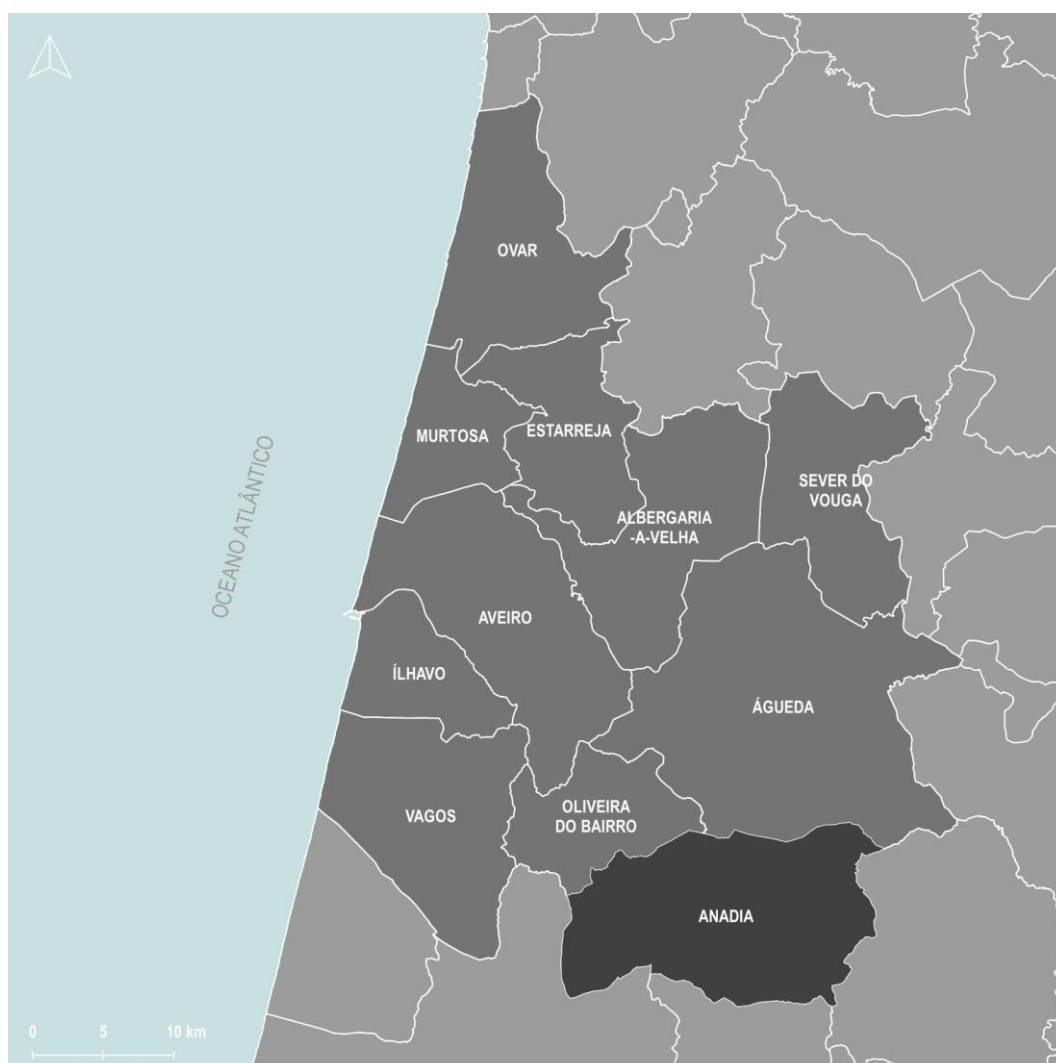 OVAR
MURTOSA
ESTARREJA
SEVER DO
VOUGA
ALBERGARIA
-A-VELHA
OCEANO ATLÂNTICO
AVEIRO
ÍLHAVO
ÁGUEDA
VAGOS
OLIVEIRA
DO BAIRRO
ANADIA
0 5 10 km